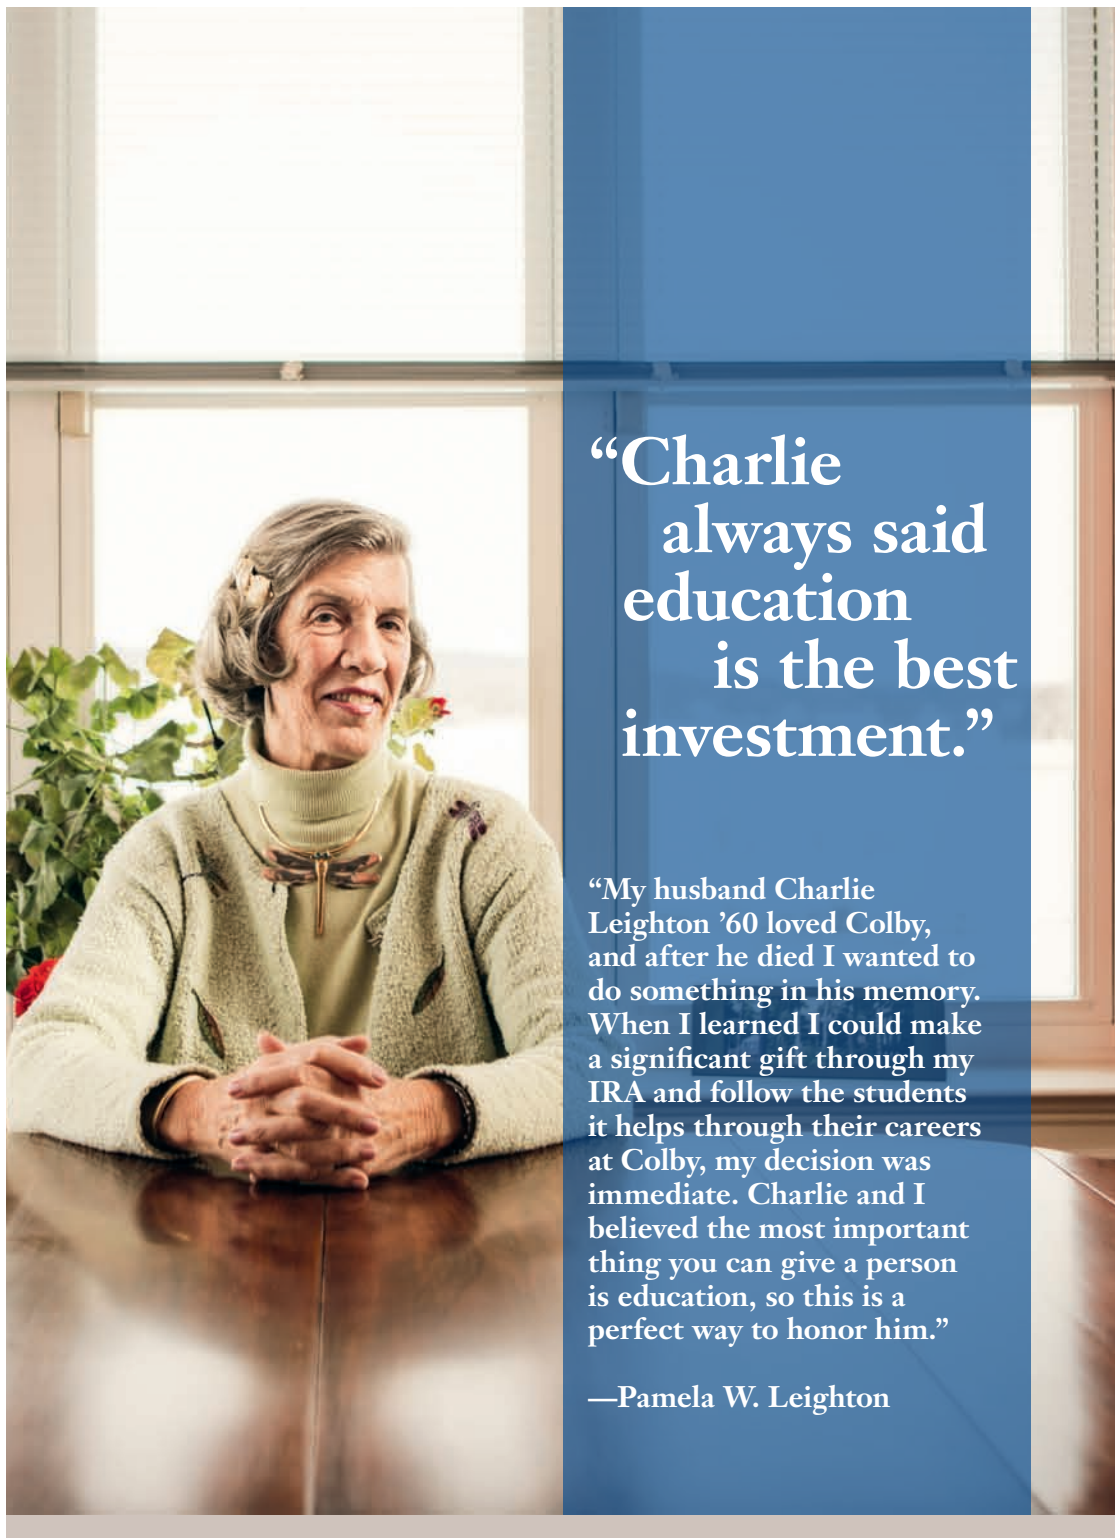 “Charlie
always said
education
is the best
investment.”
“My husband Charlie
Leighton ’60 loved Colby,
and after he died I wanted to
do something in his memory.
When I learned I could make
a significant gift through my
IRA and follow the students
it helps through their careers
at Colby, my decision was
immediate. Charlie and I
believed the most important
thing you can give a person
is education, so this is a
perfect way to honor him.”
—Pamela W. Leighton